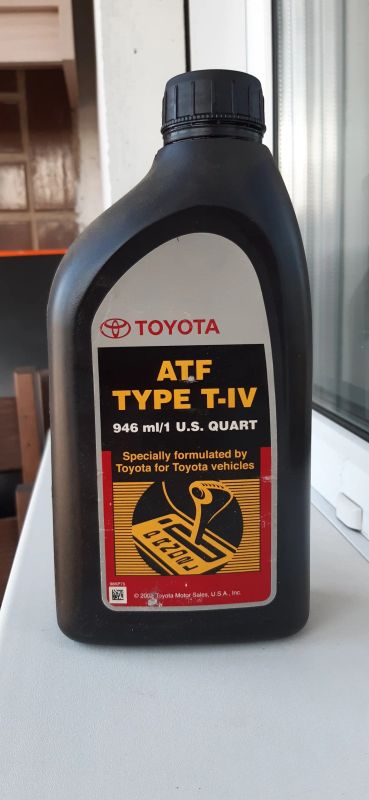 TOYOTA
ATF
TYPE T-IV
946 ml/1 U.S. QUART
Specially formulated by
Toyota for Toyota vehicles
Toyota Motor Sales, U.S.A., Inc.